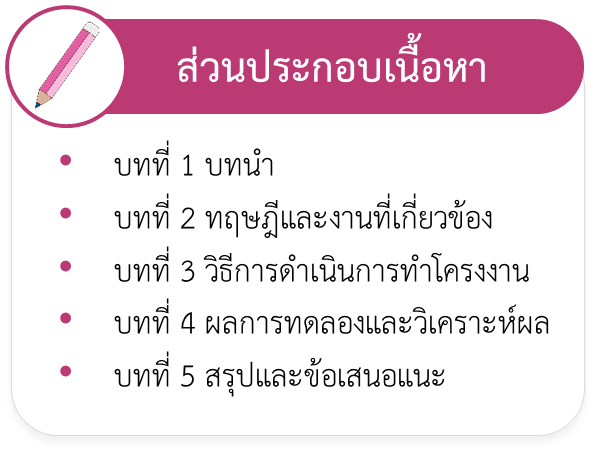 ส่วนประกอบเนื้อหา
• บทที่ 1 บทนำ
• บทที่ 2 ทฤษฎีและงานที่เกี่ยวข้อง
• บทที่ 3 วิธีการดำเนินการทำโครงงาน
• บทที่ 4 ผลการทดลองและวิเคราะห์ผล
• บทที่ 5 สรุปและข้อเสนอแนะ